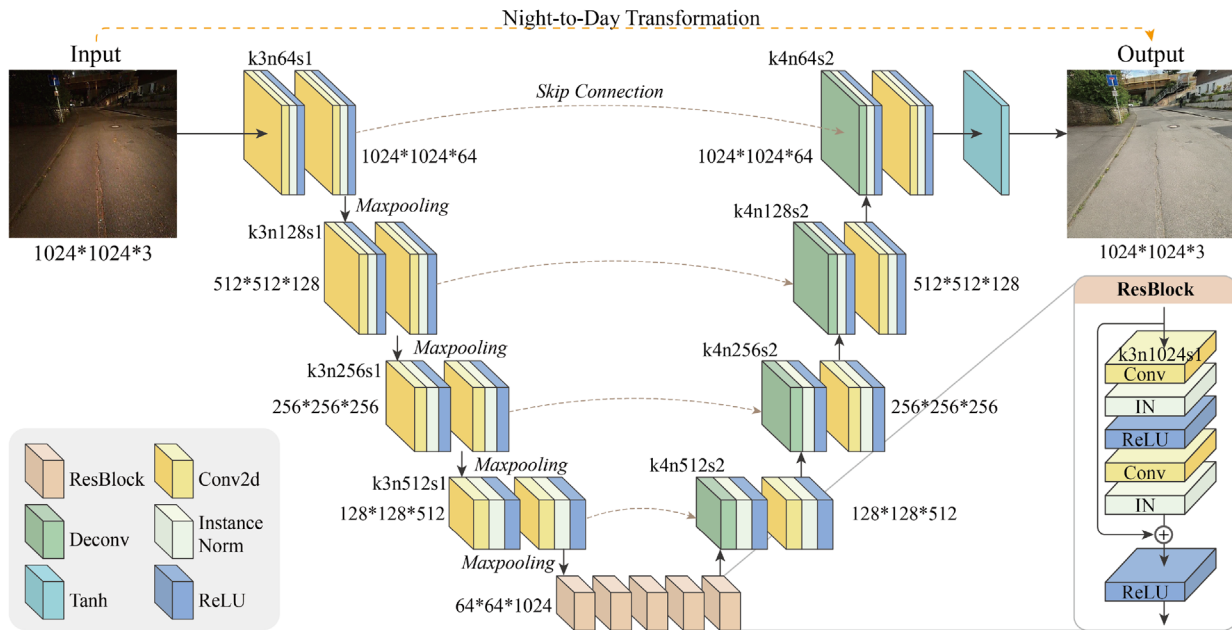 Night-to-Day Transformation
Input
Output
k3n64s1
k4n64s2
Skip Connection
1024*1024*64
1024*1024*64
1024*1024*3
1024*1024*3
Maxpooling
k3n128s1
k4n128s2
512*512*128
512*512*128
Maxpooling
k3n256s1
k4n256s2
256*256*256
256*256*256
Maxpooling
k3n512s1
k4n512s2
128*128*512
128*128*512
Maxpooling
64*64*1024
ResBlock
Conv2d
Deconv
Instance
Norm
Tanh
ReLU
ResBlock
k3n1024s1
Conv
IN
ReLU
Conv
IN
ReLU